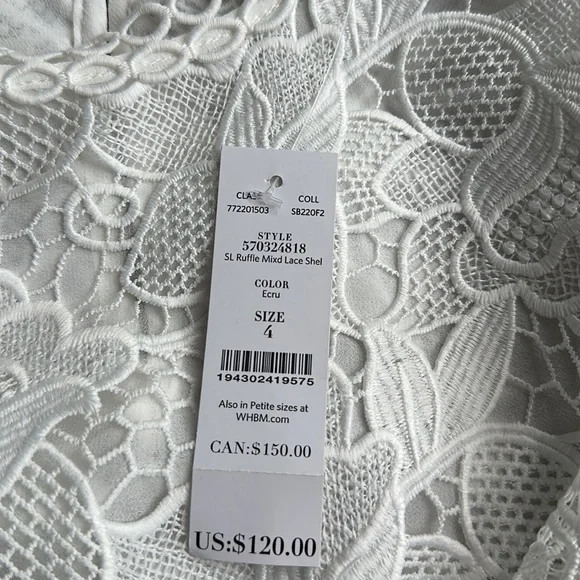 CLASS COLL
772201503 SB220F2
STYLE
570324818
SL Ruffle Mixd Lace Shel
COLOR
Ecru
SIZE
4
194302419575
Also in Petite sizes at
WHBM.com
CAN:$150.00
US:$120.00